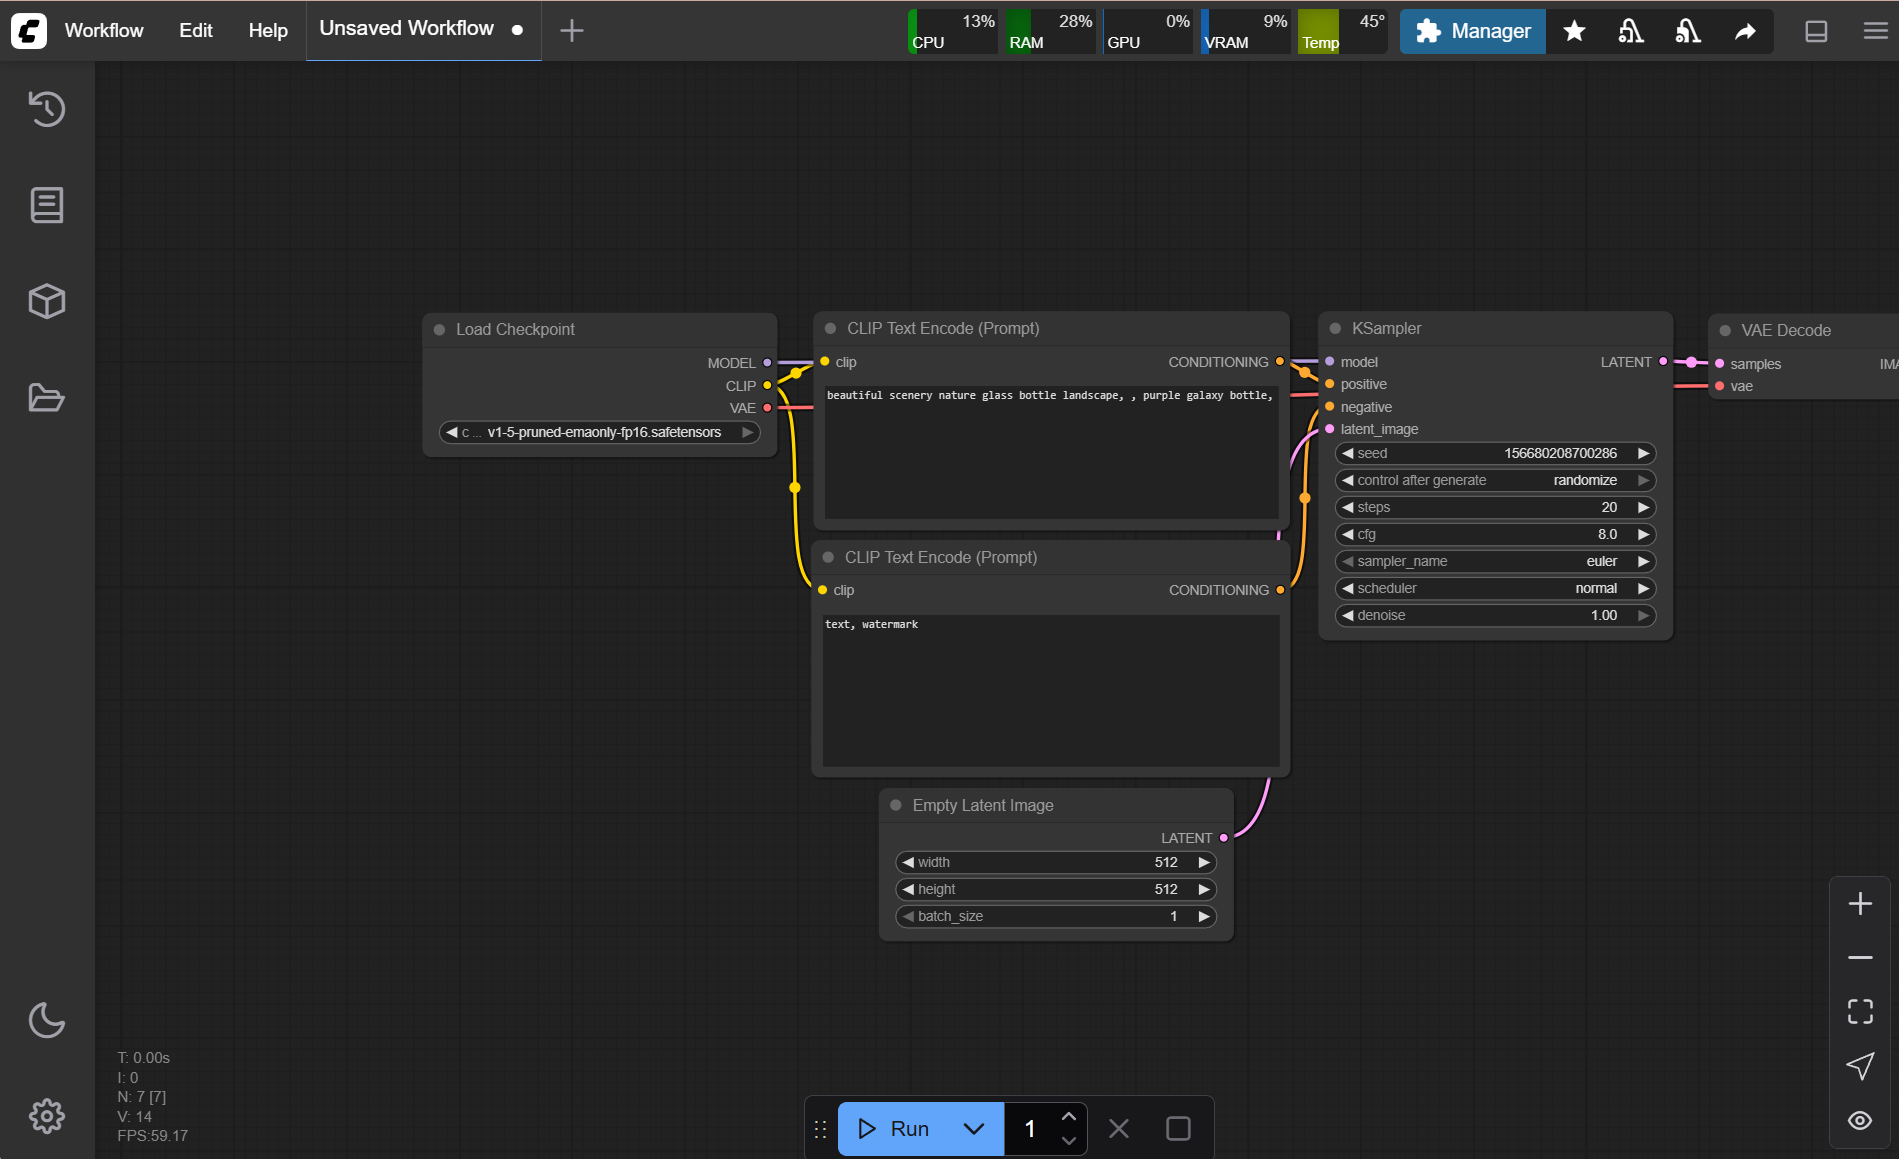 Workflow Edit Help Unsaved Workflow
13% CPU 28% RAM 0% GPU 9% VRAM 45° Temp Manager
Load Checkpoint
MODEL
CLIP
VAE
c ... v1-5-pruned-emaonly-fp16.safetensors
CLIP Text Encode (Prompt)
clip CONDITIONING
beautiful scenery nature glass bottle landscape, , purple galaxy bottle,
CLIP Text Encode (Prompt)
clip CONDITIONING
text, watermark
Empty Latent Image
LATENT
width 512
height 512
batch_size 1
KSampler
model LATENT
positive
negative
latent_image
seed 156680208700286
control after generate randomize
steps 20
cfg 8.0
sampler_name euler
scheduler normal
denoise 1.00
VAE Decode
samples IMA
vae
T: 0.00s
I: 0
N: 7 [7]
V: 14
FPS:59.17
Run 1